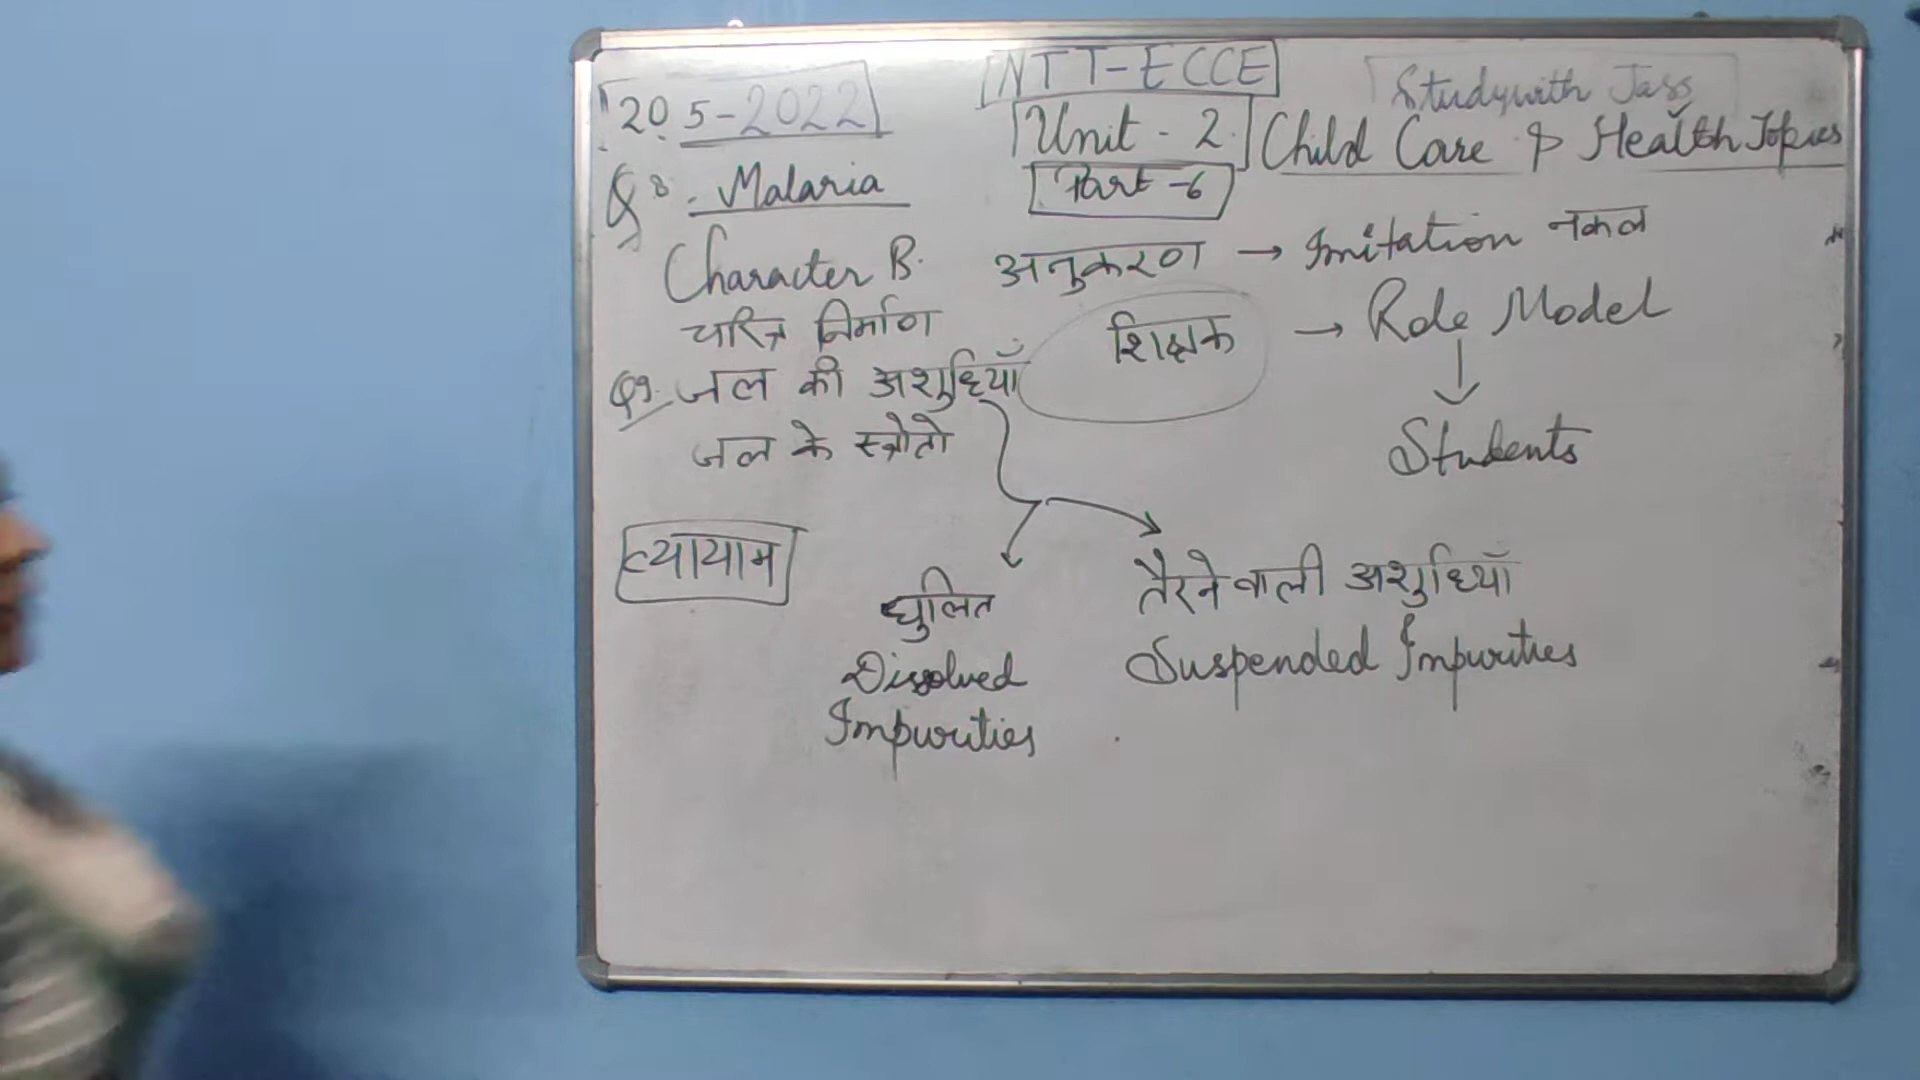 NTT-ECCE
Studywith Jass
20 5-2022
Unit - 2 Child Care & Health Topics
Part -6
Q8. Malaria
Character B. अनुकरण → Imitation नकल
चरित्र निर्माण शिक्षक → Role Model
↓
Students
Q9. जल की अशुध्दियाँ
जल के स्त्रोतो
व्यायाम
घुलित
Dissolved
Impurities
तैरने वाली अशुध्दियाँ
Suspended Impurities